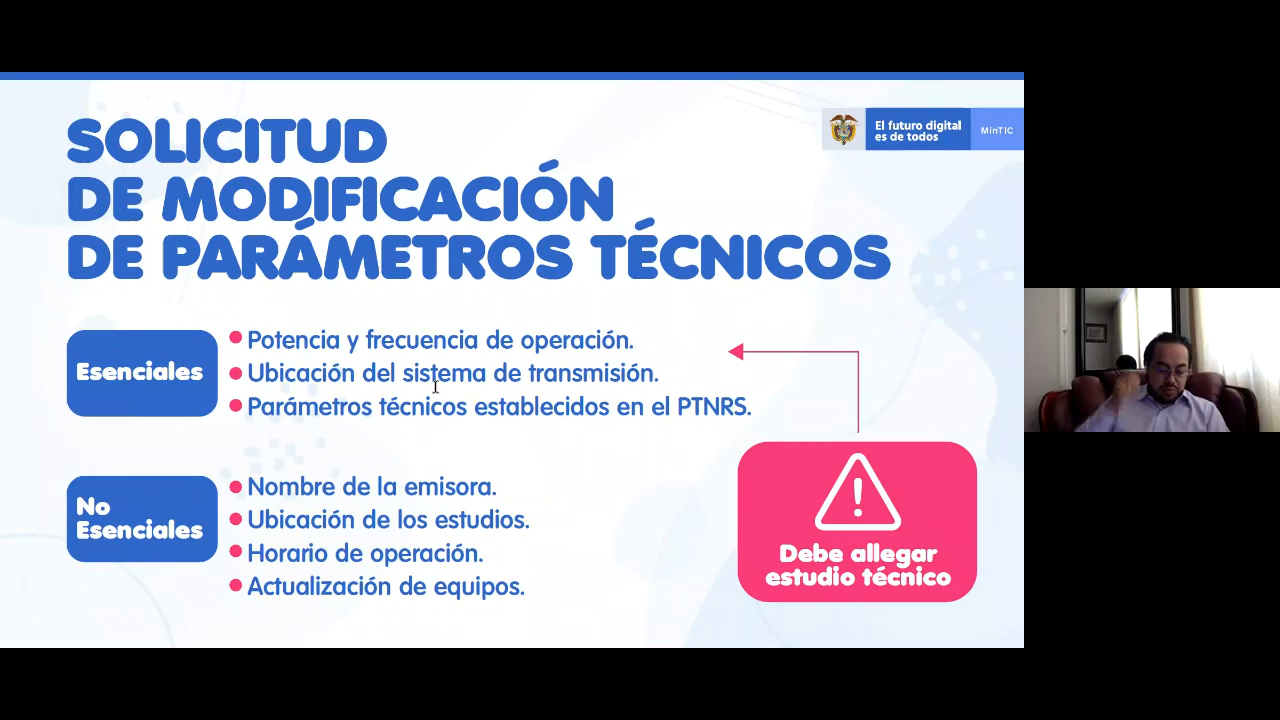 SOLICITUD
DE MODIFICACIÓN
DE PARÁMETROS TÉCNICOS
El futuro digital
es de todos
MinTIC
Esenciales
Potencia y frecuencia de operación.
Ubicación del sistema de transmisión.
Parámetros técnicos establecidos en el PTNRS.
No
Esenciales
Nombre de la emisora.
Ubicación de los estudios.
Horario de operación.
Actualización de equipos.
Debe allegar
estudio técnico